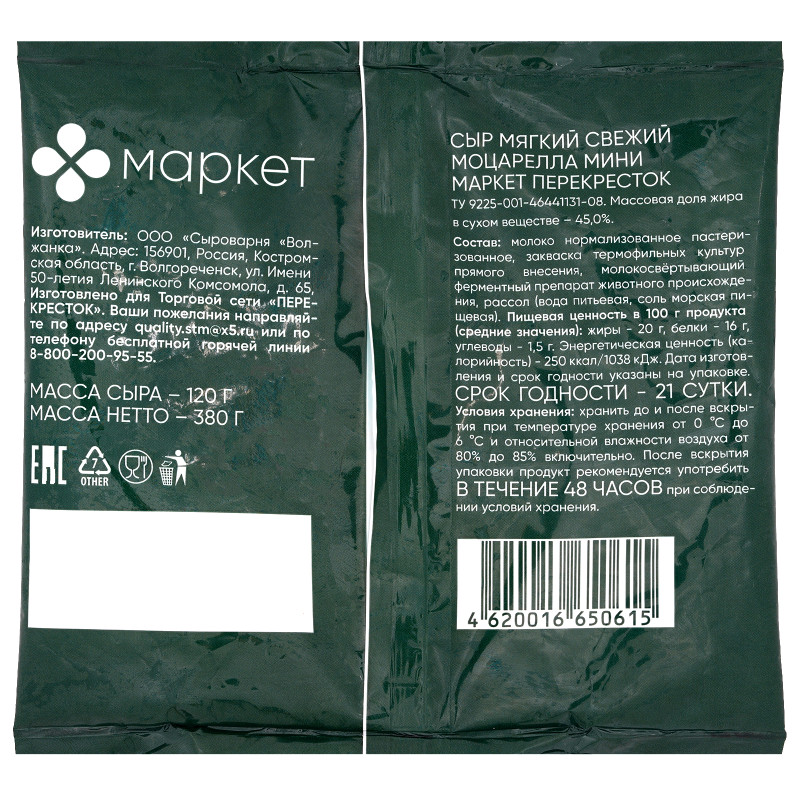 маркет
Изготовитель: ООО «Сыроварня «Вол-
жанка». Адрес: 156901, Россия, Костром-
ская область, г. Волгореченск, ул. Имени
50-летия Ленинского Комсомола, д. 65,
Изготовлено для Торговой сети «ПЕРЕ-
КРЕСТОК». Ваши пожелания направляй-
те по адресу quality.stm@x5.ru или по
телефону бесплатной горячей линии
8-800-200-95-55.
МАССА СЫРА – 120 Г
МАССА НЕТТО – 380 Г
EAC
7
OTHER
СЫР МЯГКИЙ СВЕЖИЙ
МОЦАРЕЛЛА МИНИ
МАРКЕТ ПЕРЕКРЕСТОК
ТУ 9225-001-46441131-08. Массовая доля жира
в сухом веществе – 45,0%.
Состав: молоко нормализованное пастери-
зованное, закваска термофильных культур
прямого внесения, молокосвёртывающий
ферментный препарат животного происхожде-
ния, рассол (вода питьевая, соль морская пи-
щевая). Пищевая ценность в 100 г продукта
(средние значения): жиры - 20 г, белки - 16 г,
углеводы - 1,5 г. Энергетическая ценность (ка-
лорийность) - 250 ккал/1038 кДж. Дата изготов-
ления и срок годности указаны на упаковке.
СРОК ГОДНОСТИ - 21 СУТКИ.
Условия хранения: хранить до и после вскры-
тия при температуре хранения от 0 °С до
6 °С и относительной влажности воздуха от
80% до 85% включительно. После вскрытия
упаковки продукт рекомендуется употребить
В ТЕЧЕНИЕ 48 ЧАСОВ при соблюде-
нии условий хранения.
4 620016 650615